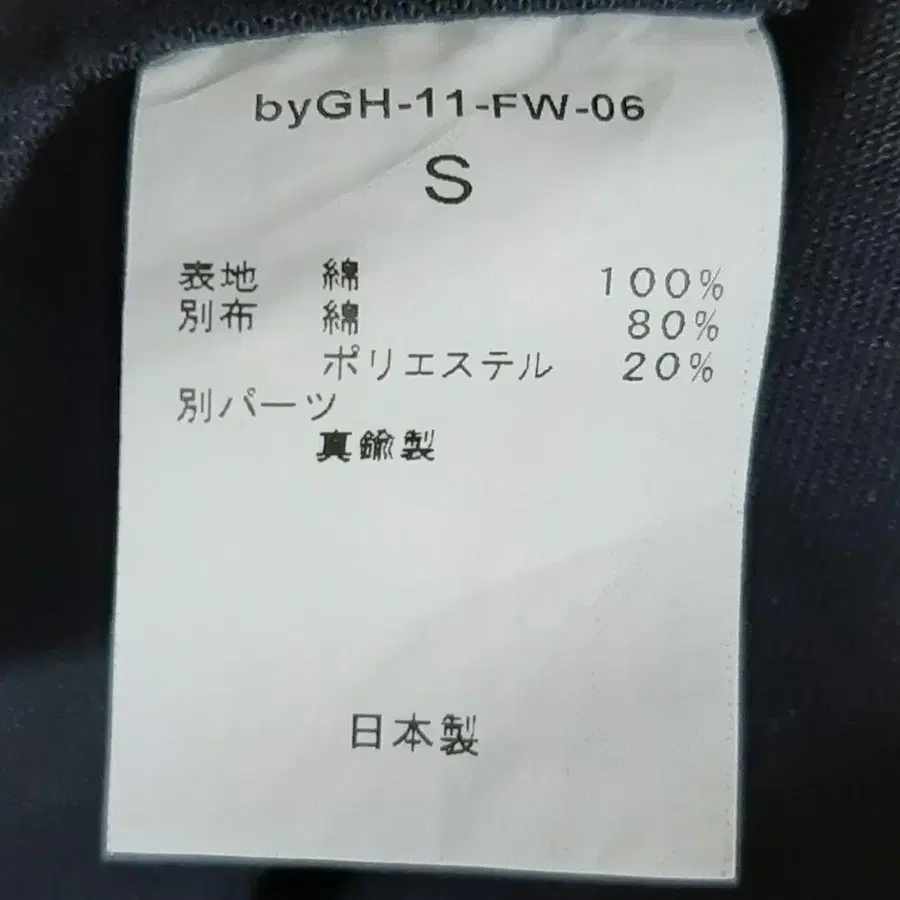 byGH-11-FW-06
S
表地 綿 100%
別布 綿 80%
ポリエステル 20%
別パーツ
真鍮製
日本製